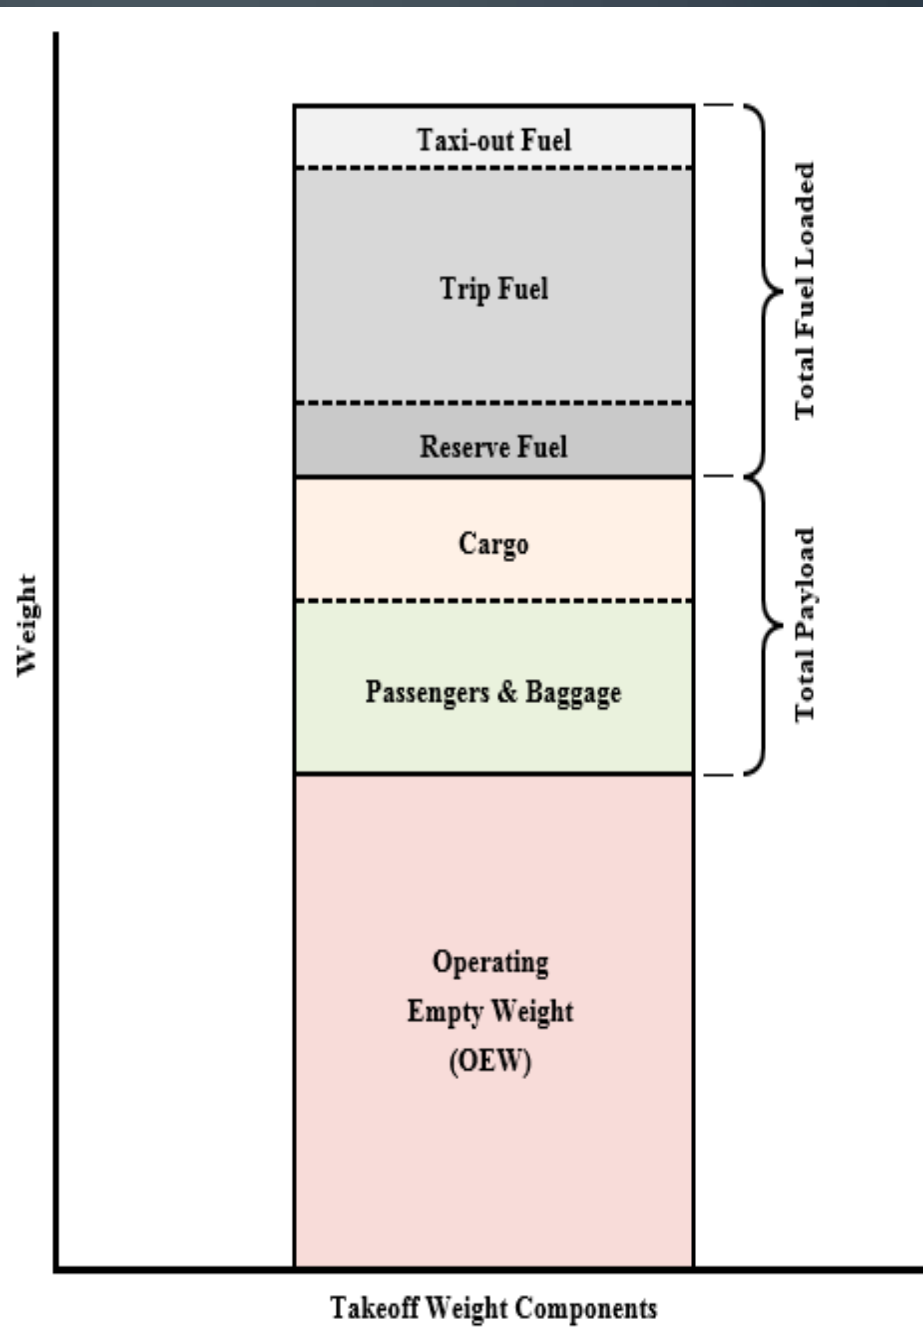 Taxi-out Fuel
Trip Fuel
Reserve Fuel
Cargo
Passengers & Baggage
Operating
Empty Weight
(OEW)
Total Fuel Loaded
Total Payload
Weight
Takeoff Weight Components